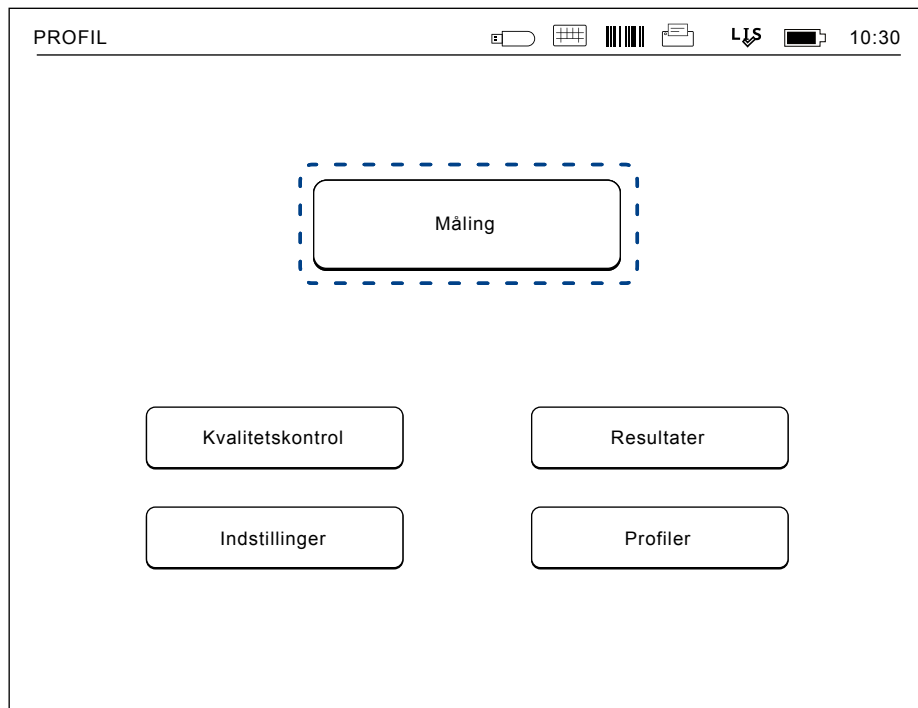 PROFIL LIS 10:30
Måling
Kvalitetskontrol Resultater
Indstillinger Profiler